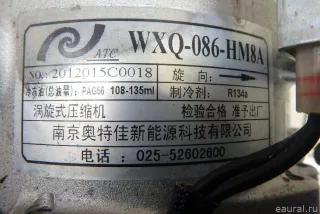 ATC WXQ-086-HM8A
NO.: 2012015C0018 旋 向:
冷冻油(总油量): PAG56 108-135ml 制冷剂: R134a
涡旋式压缩机 检验合格 准予出厂
南京奥特佳新能源科技有限公司
电话: 025-52602600
eaural.ru